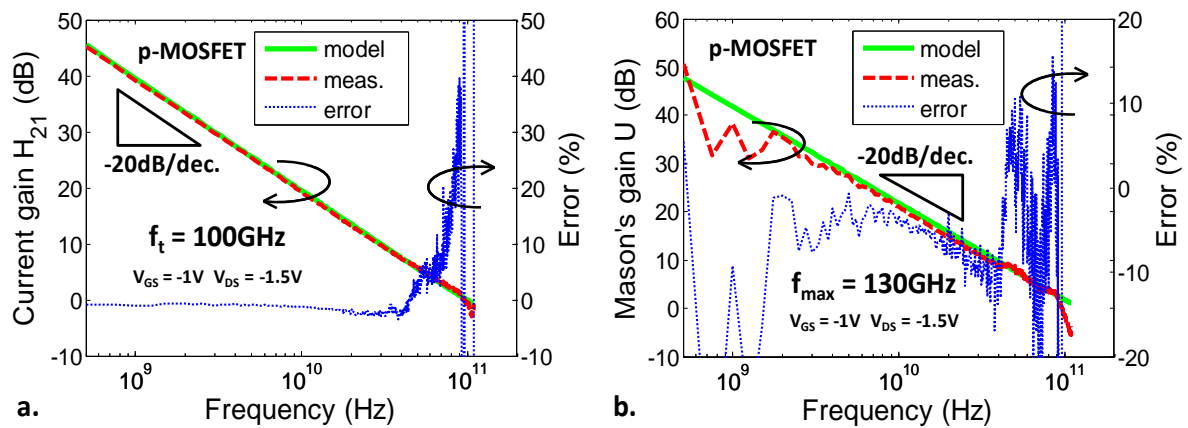 p-MOSFET
model
meas.
error
50
40
30
20
10
0
-10
Current gain H21 (dB)
-20dB/dec.
ft = 100GHz
VGS = -1V VDS = -1.5V
50
40
30
20
10
0
-10
Error (%)
10^9
10^10
10^11
Frequency (Hz)
a.
p-MOSFET
model
meas.
error
60
50
40
30
20
10
0
-10
Mason's gain U (dB)
-20dB/dec.
fmax = 130GHz
VGS = -1V VDS = -1.5V
20
10
0
-10
-20
Error (%)
10^9
10^10
10^11
Frequency (Hz)
b.